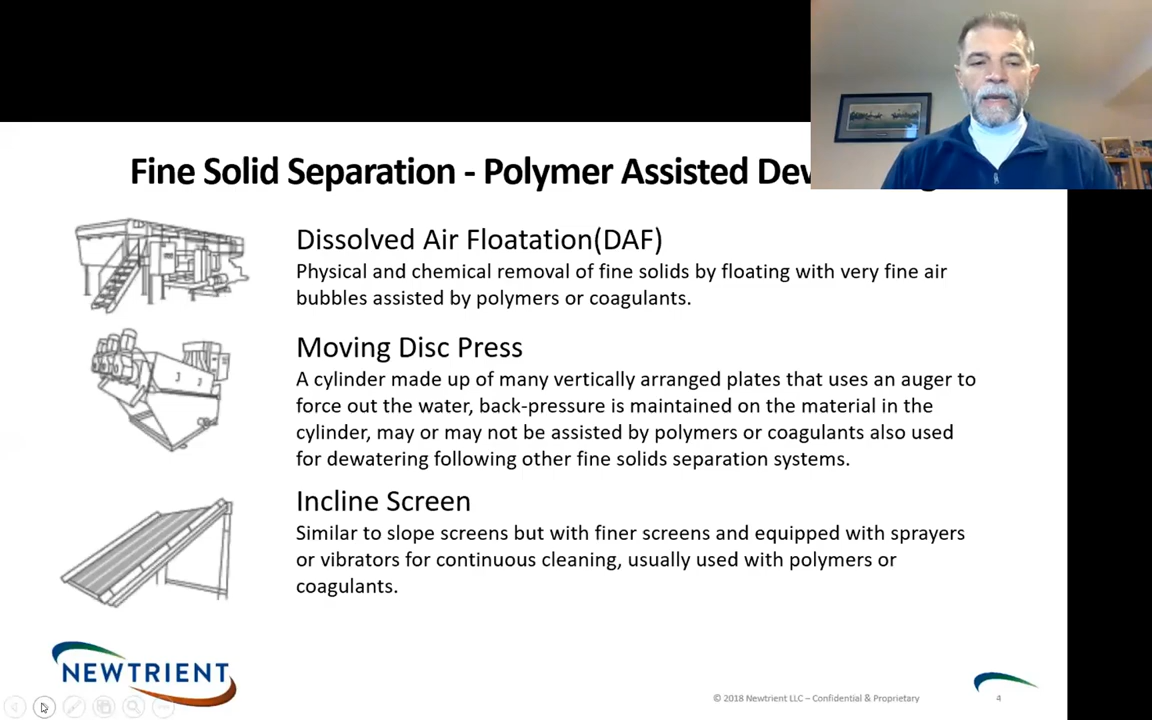 Fine Solid Separation - Polymer Assisted
Dissolved Air Floatation(DAF)
Physical and chemical removal of fine solids by floating with very fine air
bubbles assisted by polymers or coagulants.
Moving Disc Press
A cylinder made up of many vertically arranged plates that uses an auger to
force out the water, back-pressure is maintained on the material in the
cylinder, may or may not be assisted by polymers or coagulants also used
for dewatering following other fine solids separation systems.
Incline Screen
Similar to slope screens but with finer screens and equipped with sprayers
or vibrators for continuous cleaning, usually used with polymers or
coagulants.
NEWTRIENT
© 2018 Newtrient LLC – Confidential & Proprietary
4